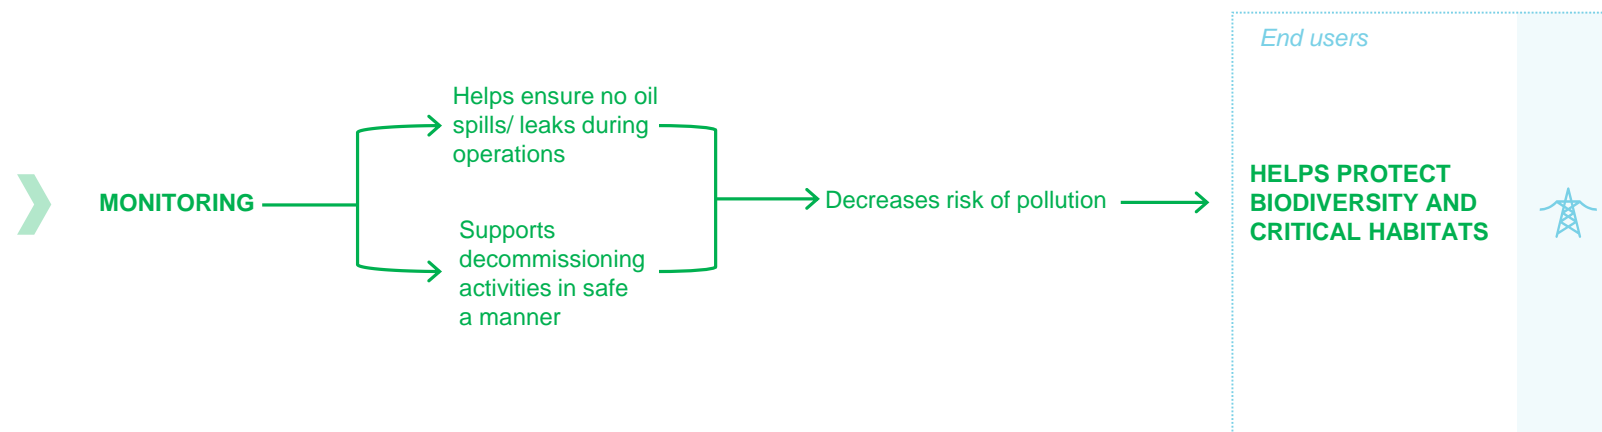 End users
Helps ensure no oil
spills/ leaks during
operations
MONITORING
Supports
decommissioning
activities in safe
a manner
Decreases risk of pollution
HELPS PROTECT
BIODIVERSITY AND
CRITICAL HABITATS